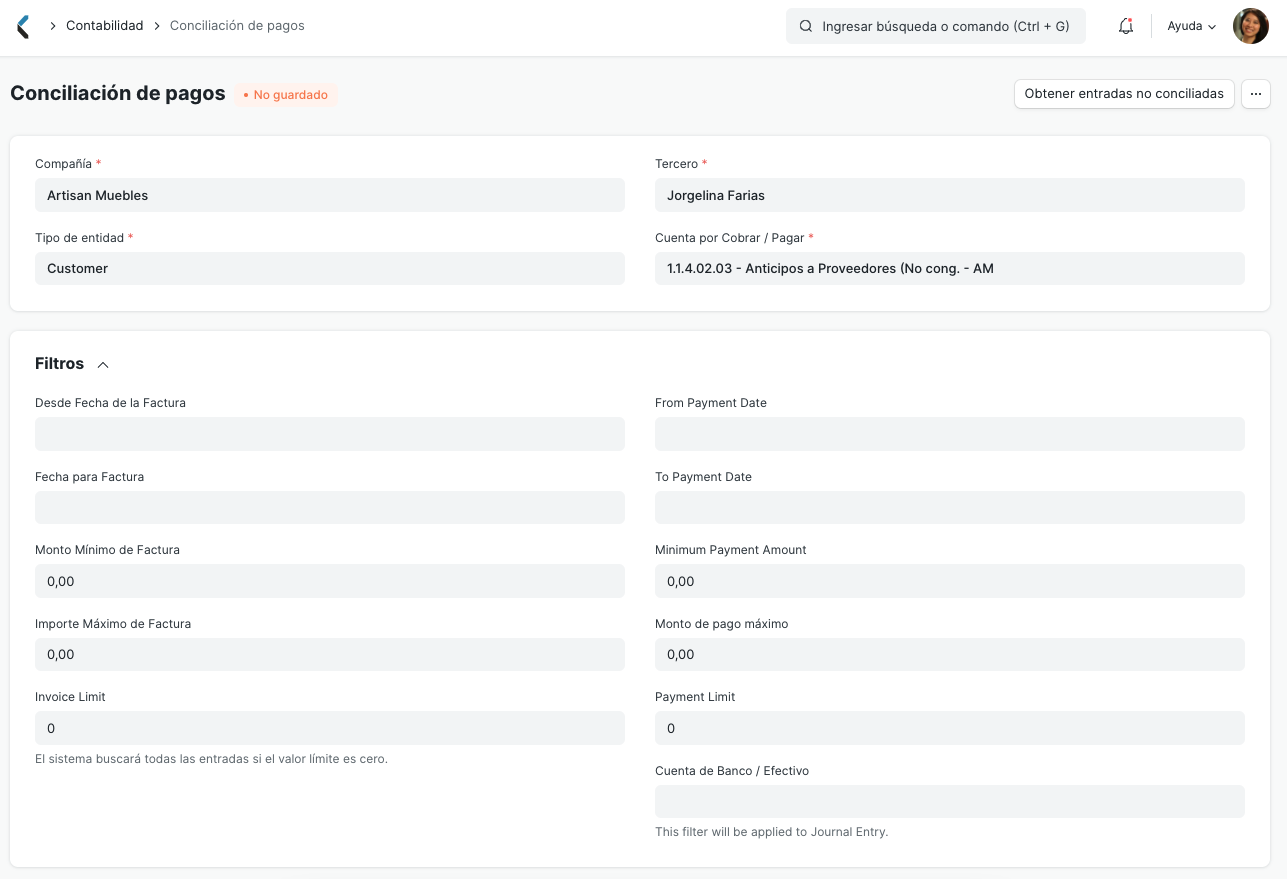 Contabilidad
Conciliación de pagos
Ingresar búsqueda o comando (Ctrl + G)
Ayuda
Conciliación de pagos
• No guardado
Obtener entradas no conciliadas
···
Compañía *
Artisan Muebles
Tipo de entidad *
Customer
Tercero *
Jorgelina Farias
Cuenta por Cobrar / Pagar *
1.1.4.02.03 - Anticipos a Proveedores (No cong. - AM
Filtros
Desde Fecha de la Factura
Fecha para Factura
Monto Mínimo de Factura
0,00
Importe Máximo de Factura
0,00
Invoice Limit
0
El sistema buscará todas las entradas si el valor límite es cero.
From Payment Date
To Payment Date
Minimum Payment Amount
0,00
Monto de pago máximo
0,00
Payment Limit
0
Cuenta de Banco / Efectivo
This filter will be applied to Journal Entry.